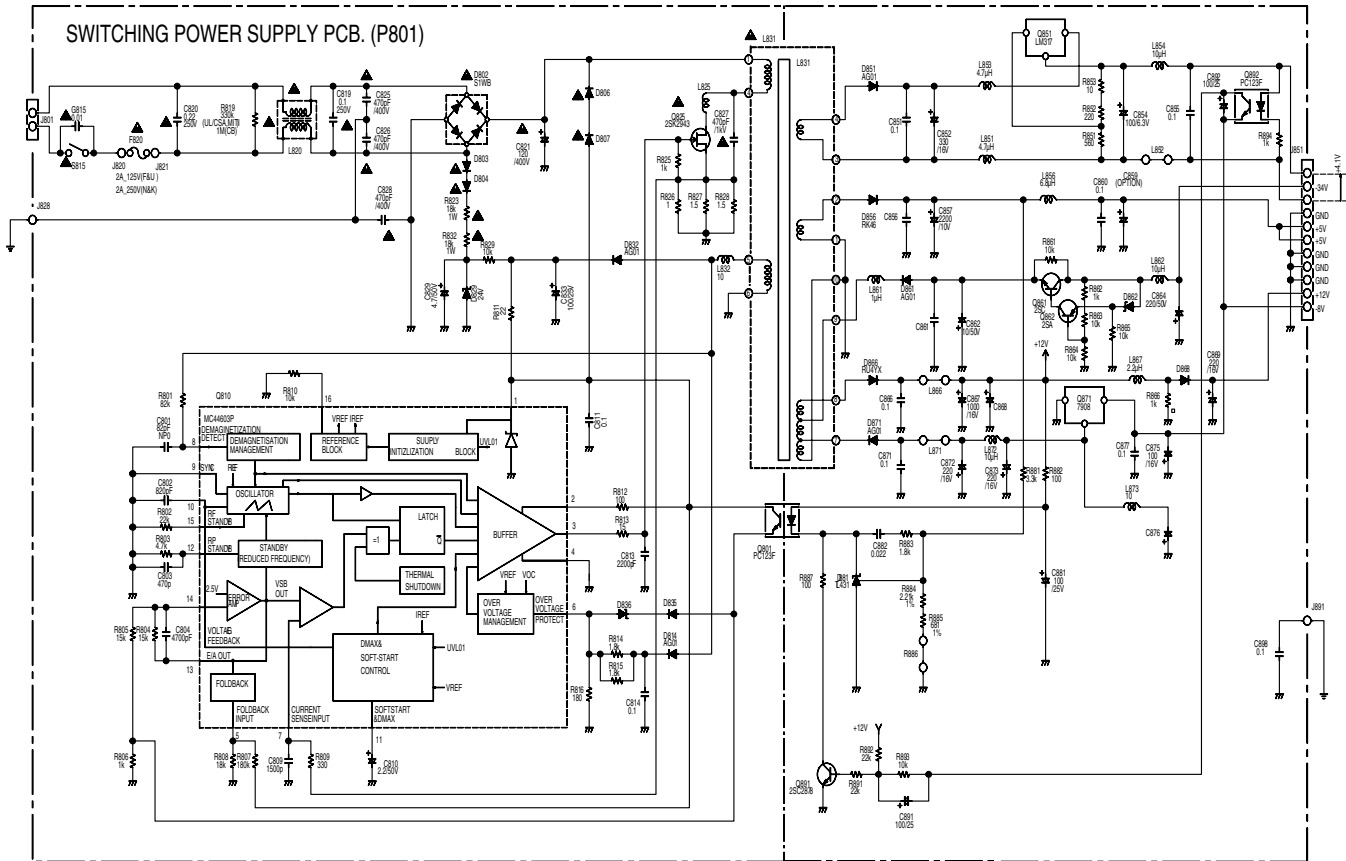 SWITCHING POWER SUPPLY PCB. (P801)
J801
G815
0.01
S815
F820
J820
J821
2A_125V(F&U )
2A_250V(N&K)
C820
0.22
250V
R819
330k
(UL/CSA,MITI)
1M(CB)
L820
C819
0.1
250V
C825
470pF
/400V
C826
470pF
/400V
D802
S1WB
C821
120
/400V
D803
D804
R823
18k
1W
R832
18k
1W
R829
10k
C828
470pF
/400V
J828
4.7/50V
24V
R811
22
C833
100/25V
D832
AG01
L832
10
D806
D807
L825
Q825
2SK2943
C827
470pF
/1kV
R825
1k
R826
1
R827
1.5
R828
1.5
L831
L831
1
4
5
6
D851
AG01
C851
0.1
C852
330
/16V
L853
4.7μH
L851
4.7μH
Q851
LM317
R853
10
R852
220
R851
560
C854
100/6.3V
L854
10μH
C855
0.1
L852
C892
100/25
Q892
PC123F
R894
1k
J851
+4.1V
-34V
GND
+5V
+5V
GND
GND
GND
+12V
-8V
D856
RK46
C856
C857
2200
/10V
L856
6.8μH
C860
0.1
C859
(OPTION)
L861
1μH
D861
AG01
C861
C862
10/50V
R861
10k
Q861
Q862
2SA
R862
1k
R863
10k
R864
10k
R865
10k
D862
L862
10μH
C864
220/50V
D866
RU4YX
C866
0.1
L866
C867
1000
/16V
C868
+12V
L867
2.2μH
R866
1k
D868
C869
220
/16V
D871
AG01
C871
0.1
L871
C872
220
/16V
L872
10μH
C873
220
/16V
R881
3.3k
R882
100
Q871
7908
C877
0.1
C875
100
/16V
L873
10
C876
R801
82k
C801
82pF
NP0
R810
10k
Q810
16
1
MC44603P
DEMAGNETIZATION
DETECT
8
DEMAGNETISATION
MANAGEMENT
VREF IREF
REFERENCE
BLOCK
SUUPLY
INITIZLIZATION
BLOCK
UVL01
C811
0.1
9
OSCILLATOR
C802
820pF
10
R802
22k
15
R803
4.7k
12
C803
470p
STANDBY
(REDUCED FREQUENCY)
=1
LATCH
Q
THERMAL
SHUTDOWN
BUFFER
2
3
4
R812
100
R813
15
C813
2200pF
VREF
VOC
OVER
VOLTAGE
MANAGEMENT
OVER
VOLTAGE
PROTECT
6
2.5V
14
ERROR
AMP
VSB
OUT
R805
15k
R804
15k
C804
4700pF
FEEDBACK
E/A OUT
13
FOLDBACK
FOLDBACK
INPUT
5
CURRENT
SENSEINPUT
7
DMAX&
SOFT-START
CONTROL
IREF
UVL01
VREF
SOFTSTART
&DMAX
11
R806
1k
R808
18k
R807
180k
C809
1500p
R809
330
C810
2.2/50V
D836
D835
R814
1.8k
R815
1.8k
D814
AG01
R816
180
C814
0.1
Q801
PC123F
C882
0.022
R883
1.8k
R887
100
D881
R884
2.21k
1%
R885
681
1%
R886
C881
100
/25V
J891
C898
0.1
+12V
R892
22k
R893
10k
Q891
R891
22k
C891
100/25